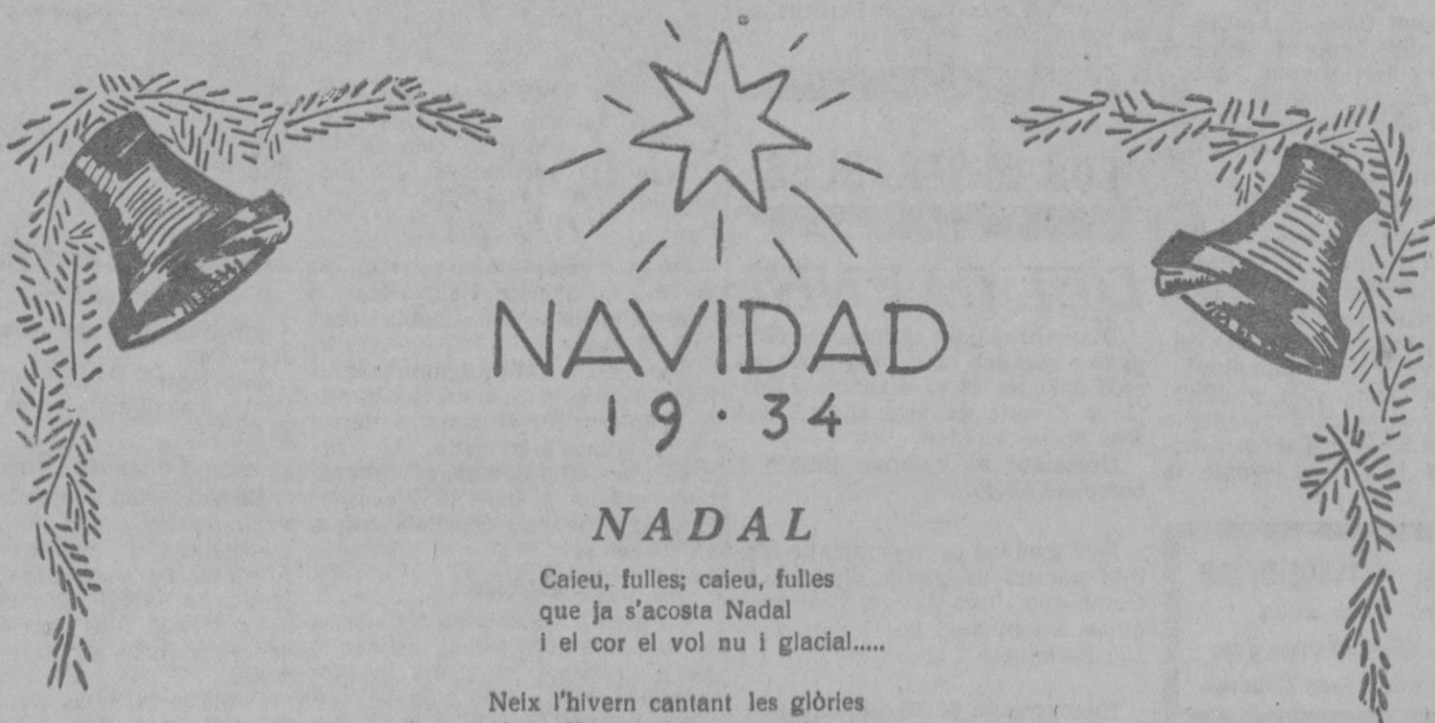 NAVIDAD
19·34
NADAL
Caieu, fulles; caieu, fulles
que ja s'acosta Nadal
i el cor el vol nu i glacial.....
Neix l'hivern cantant les glòries